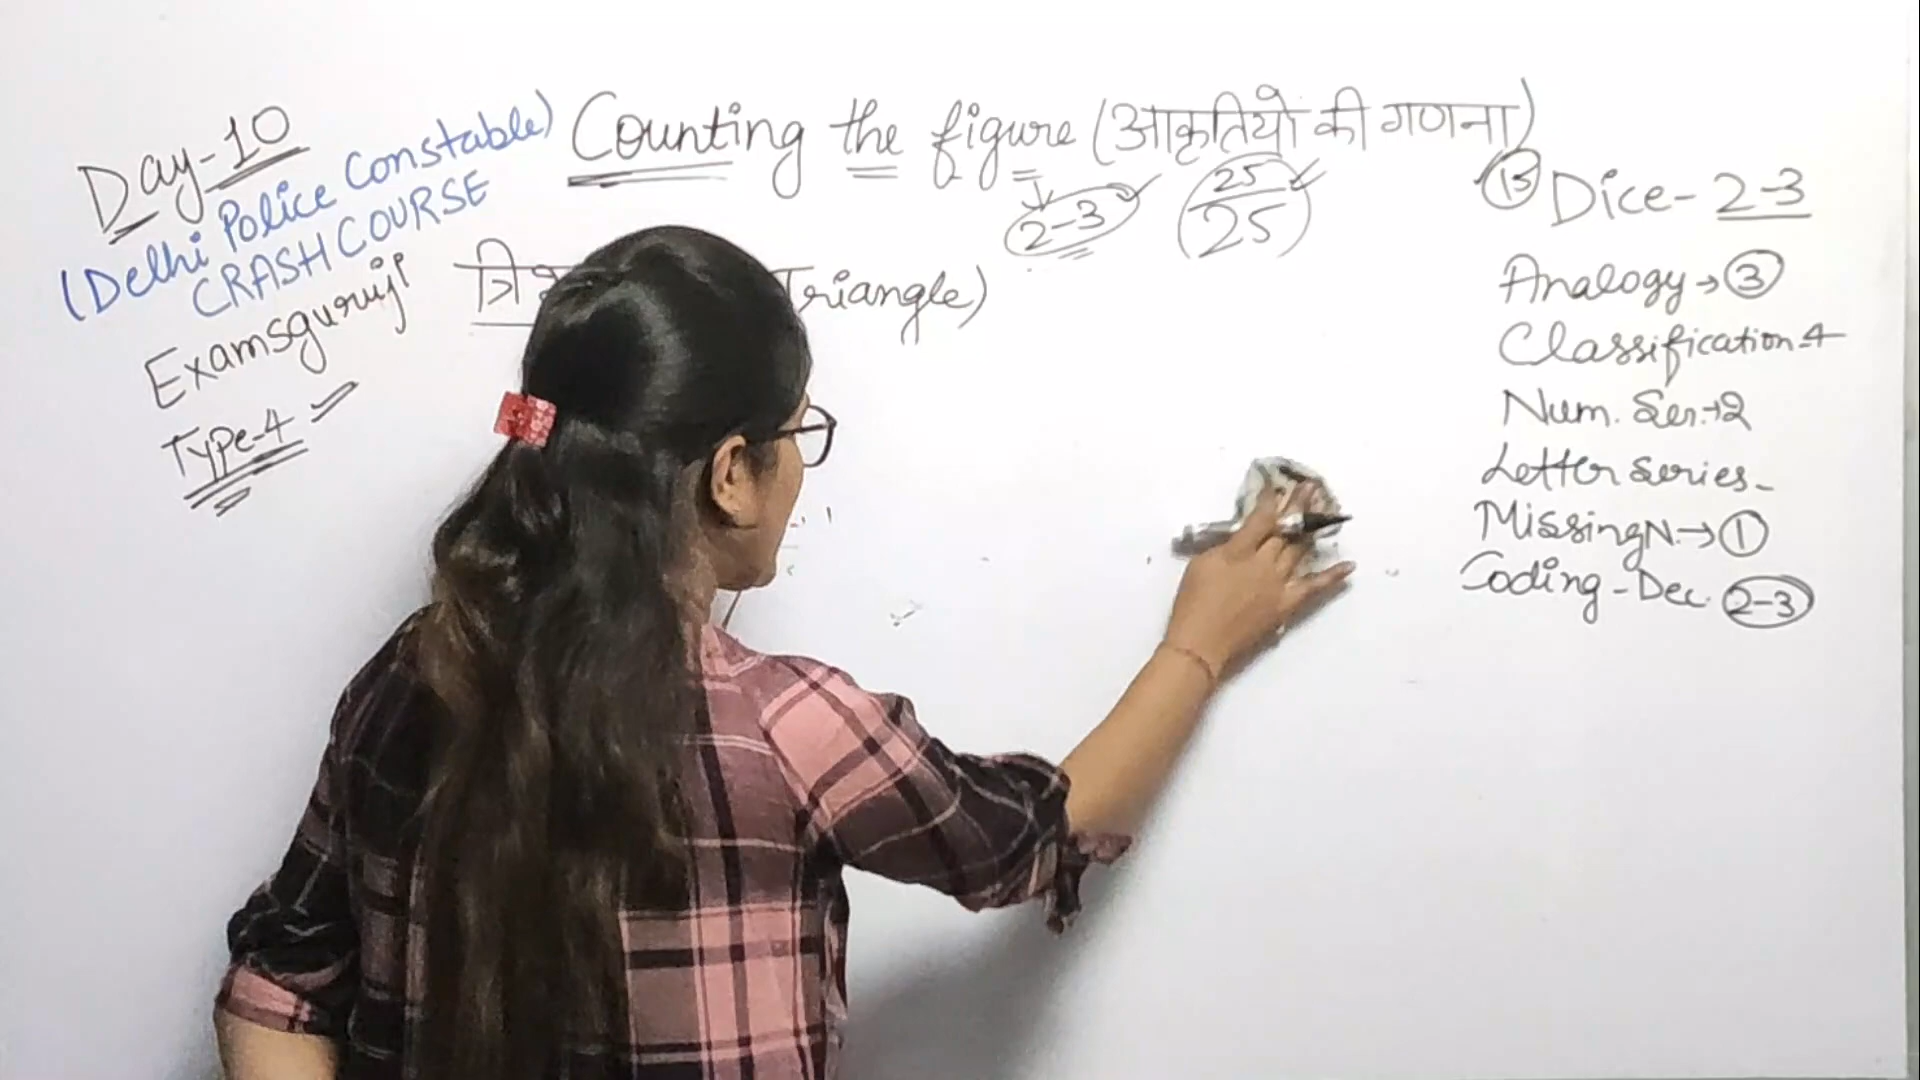 Day-10
(Delhi Police Constable)
CRASH COURSE
Examsguruji
Type-4
Counting the figure (आकृतियो की गणना)
2-3
25
25
Triangle)
15 Dice- 2-3
Analogy → 3
Classification-4
Num. Ser.→2
Letter Series-
Missing N.→ 1
Coding-Dec. 2-3